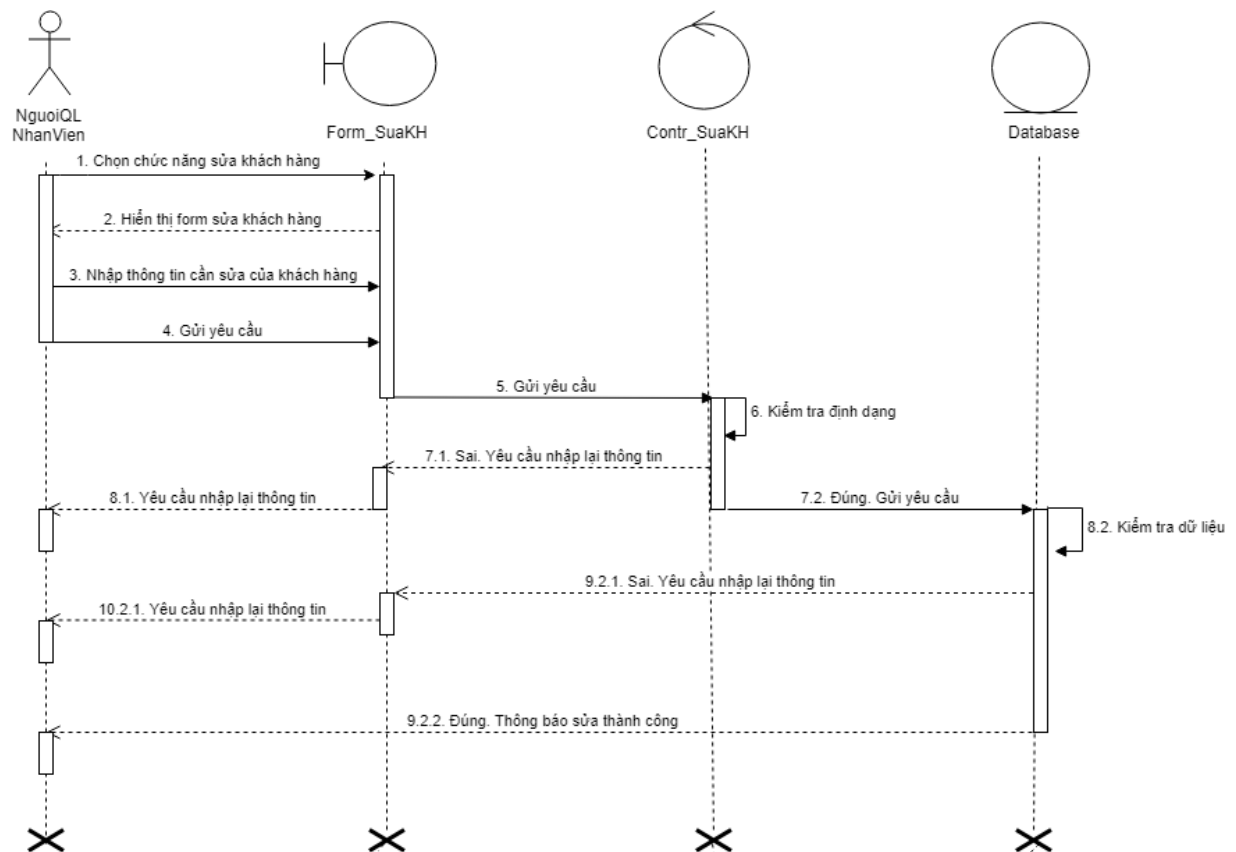 NguoiQL
NhanVien
Form_SuaKH
Contr_SuaKH
Database
1. Chọn chức năng sửa khách hàng
2. Hiển thị form sửa khách hàng
3. Nhập thông tin cần sửa của khách hàng
4. Gửi yêu cầu
5. Gửi yêu cầu
6. Kiểm tra định dạng
7.1. Sai. Yêu cầu nhập lại thông tin
8.1. Yêu cầu nhập lại thông tin
7.2. Đúng. Gửi yêu cầu
8.2. Kiểm tra dữ liệu
9.2.1. Sai. Yêu cầu nhập lại thông tin
10.2.1. Yêu cầu nhập lại thông tin
9.2.2. Đúng. Thông báo sửa thành công